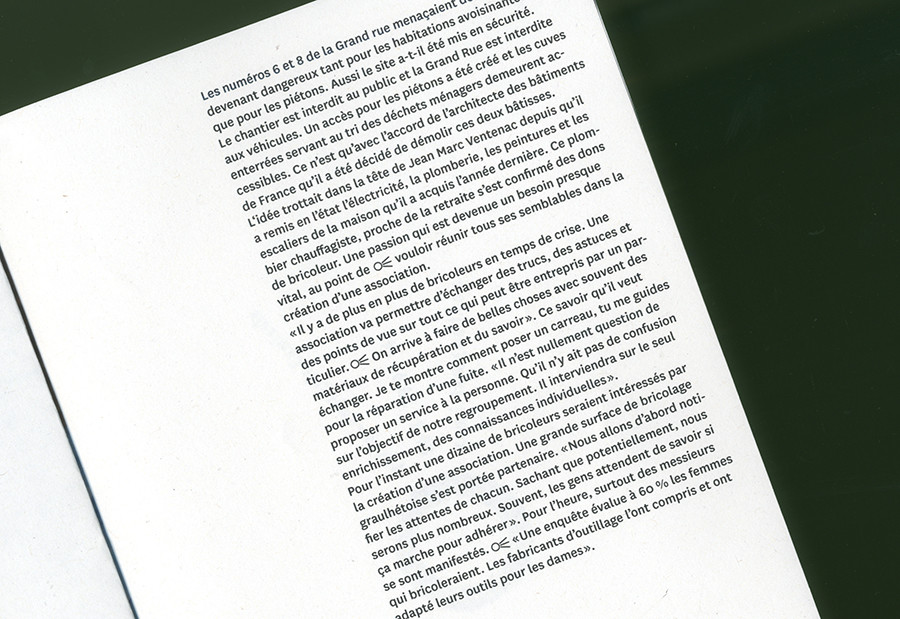 Les numéros 6 et 8 de la Grand rue menaçaient
devenant dangereux tant pour les habitations avoisinantes
que pour les piétons. Aussi le site a-t-il été mis en sécurité.
Le chantier est interdit au public et la Grand Rue est interdite
aux véhicules. Un accès pour les piétons a été créé et les cuves
enterrées servant au tri des déchets ménagers demeurent ac-
cessibles. Ce n'est qu'avec l'accord de l'architecte des bâtiments
de France qu'il a été décidé de démolir ces deux bâtisses.
L'idée trottait dans la tête de Jean Marc Ventenac depuis qu'il
a remis en l'état l'électricité, la plomberie, les peintures et les
escaliers de la maison qu'il a acquis l'année dernière. Ce plom-
bier chauffagiste, proche de la retraite s'est confirmé des dons
de bricoleur. Une passion qui est devenue un besoin presque
vital, au point de vouloir réunir tous ses semblables dans la
création d'une association.
«Il y a de plus en plus de bricoleurs en temps de crise. Une
association va permettre d'échanger des trucs, des astuces et
des points de vue sur tout ce qui peut être entrepris par un par-
ticulier. On arrive à faire de belles choses avec souvent des
matériaux de récupération et du savoir». Ce savoir qu'il veut
échanger. Je te montre comment poser un carreau, tu me guides
pour la réparation d'une fuite. «Il n'est nullement question de
proposer un service à la personne. Qu'il n'y ait pas de confusion
sur l'objectif de notre regroupement. Il interviendra sur le seul
enrichissement, des connaissances individuelles».
Pour l'instant une dizaine de bricoleurs seraient intéressés par
la création d'une association. Une grande surface de bricolage
graulhétoise s'est portée partenaire. «Nous allons d'abord noti-
fier les attentes de chacun. Sachant que potentiellement, nous
serons plus nombreux. Souvent, les gens attendent de savoir si
ça marche pour adhérer». Pour l'heure, surtout des messieurs
se sont manifestés. «Une enquête évalue à 60 % les femmes
qui bricoleraient. Les fabricants d'outillage l'ont compris et ont
adapté leurs outils pour les dames».